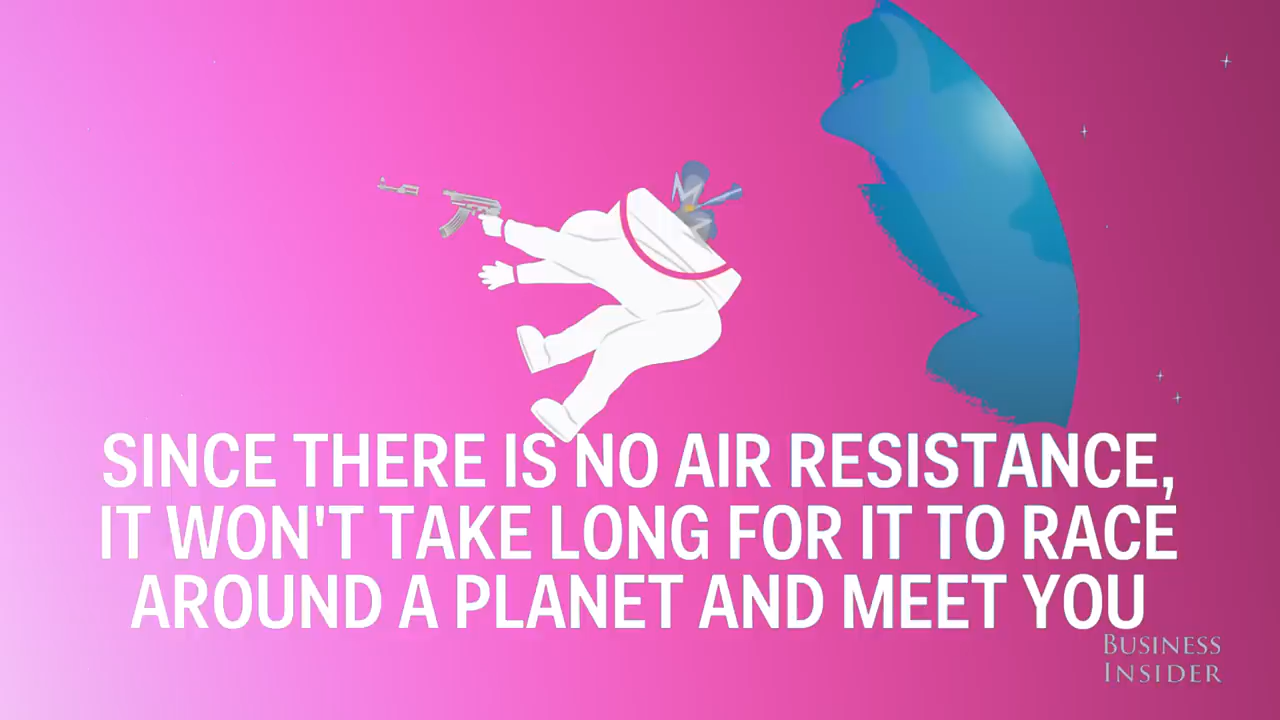 SINCE THERE IS NO AIR RESISTANCE,
IT WON'T TAKE LONG FOR IT TO RACE
AROUND A PLANET AND MEET YOU
BUSINESS
INSIDER